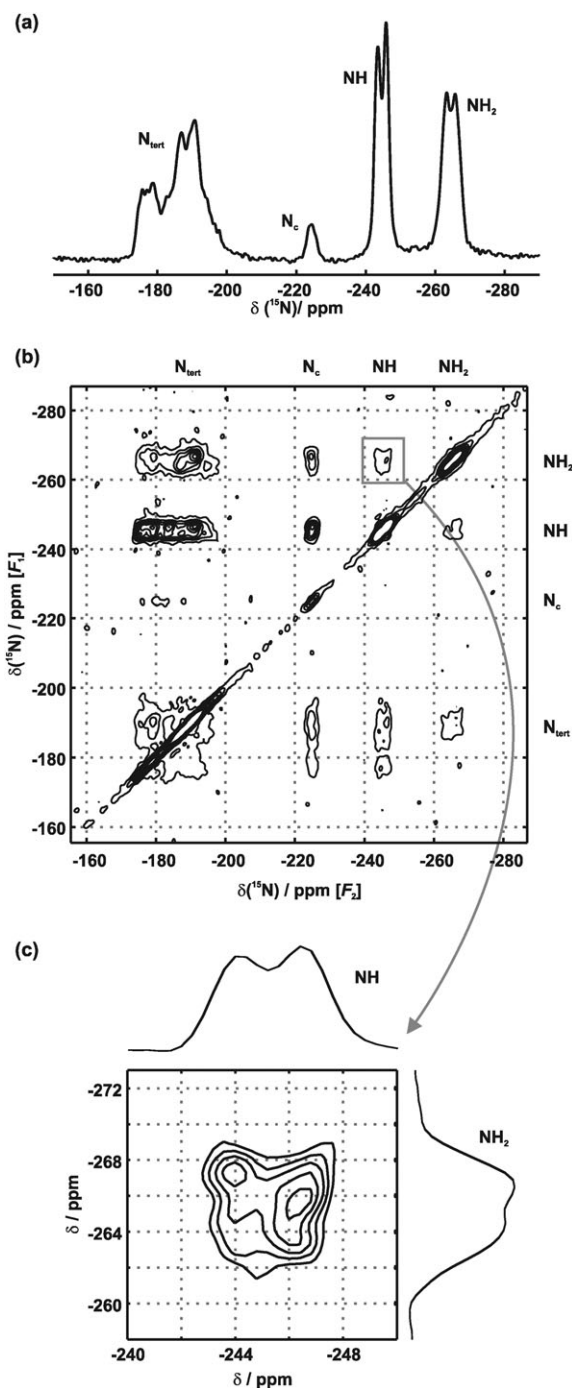 (a)
NH
NH2
Ntert
Nc
-160 -180 -200 -220 -240 -260 -280
δ (15N)/ ppm
(b)
Ntert Nc NH NH2
-280
-260
-240
-220
-200
-180
-160
δ(15N) / ppm [F1]
NH2
NH
Nc
Ntert
-160 -180 -200 -220 -240 -260 -280
δ(15N) / ppm [F2]
(c)
NH
-272
-268
-264
-260
δ / ppm
NH2
-240 -244 -248
δ / ppm